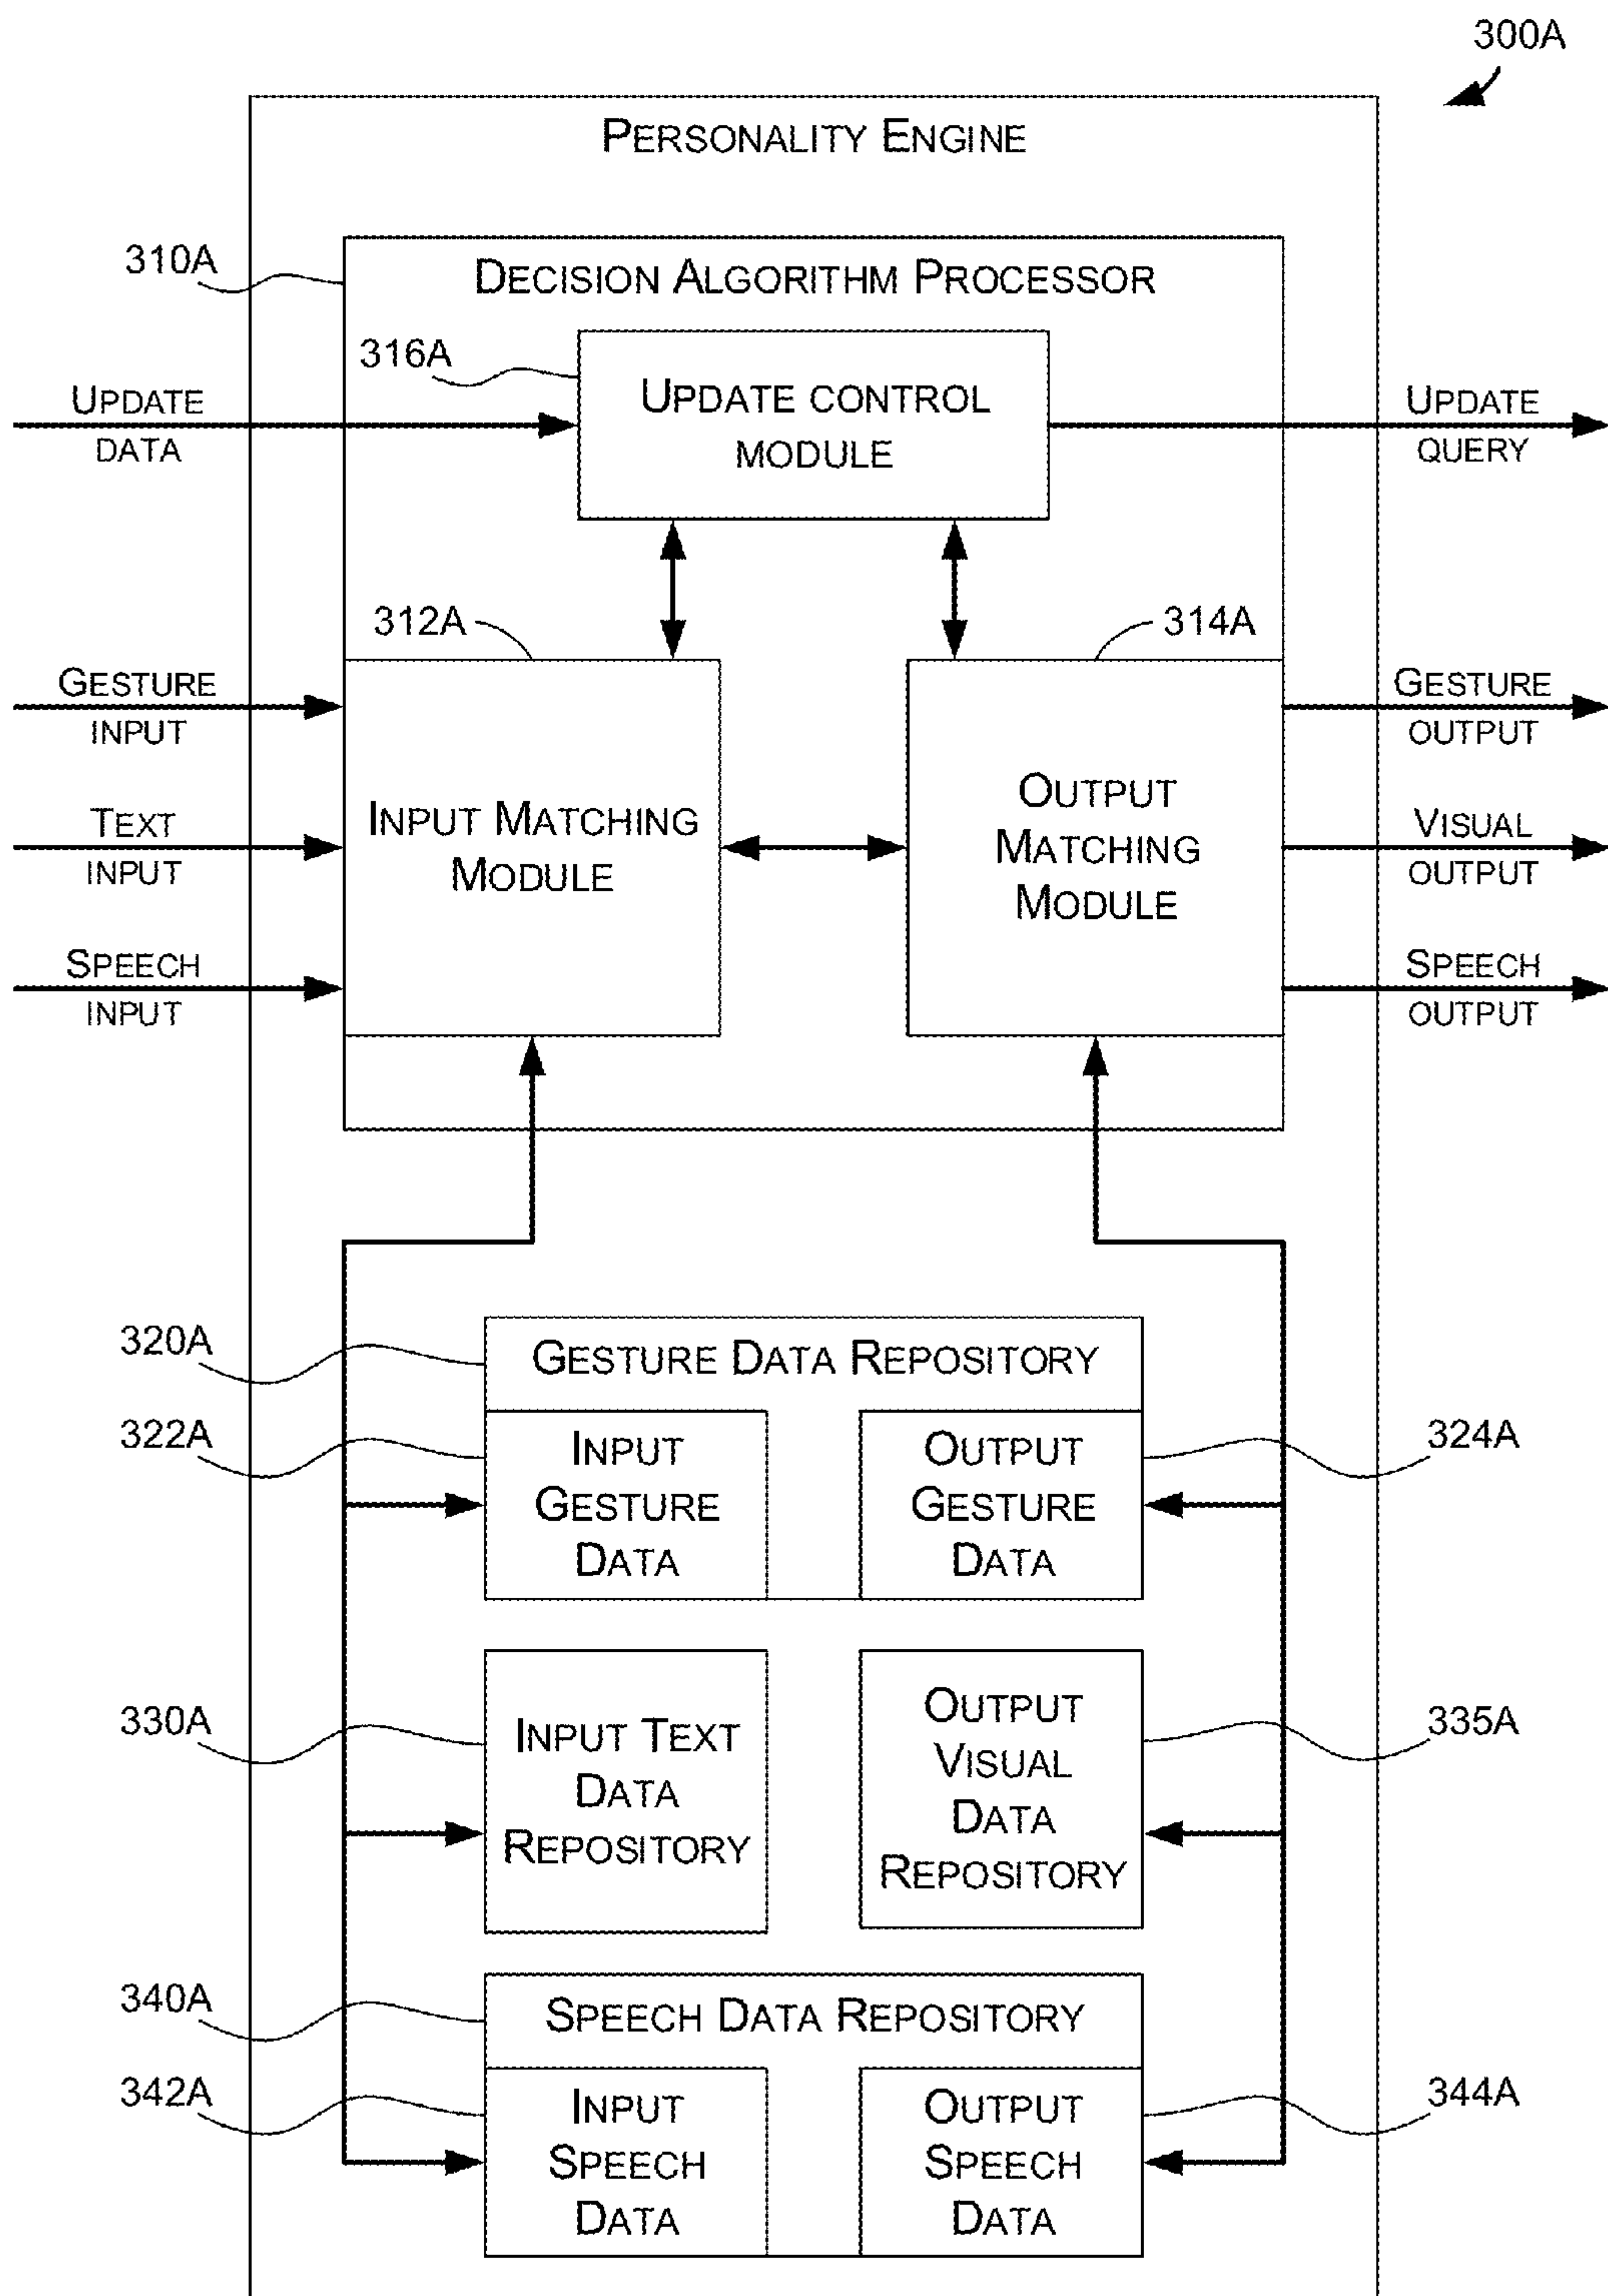 300A
PERSONALITY ENGINE
310A
DECISION ALGORITHM PROCESSOR
316A
UPDATE CONTROL
MODULE
UPDATE
DATA
UPDATE
QUERY
312A
314A
GESTURE
INPUT
TEXT
INPUT
SPEECH
INPUT
INPUT MATCHING
MODULE
OUTPUT
MATCHING
MODULE
GESTURE
OUTPUT
VISUAL
OUTPUT
SPEECH
OUTPUT
320A
GESTURE DATA REPOSITORY
322A
INPUT
GESTURE
DATA
OUTPUT
GESTURE
DATA
324A
330A
INPUT TEXT
DATA
REPOSITORY
OUTPUT
VISUAL
DATA
REPOSITORY
335A
340A
SPEECH DATA REPOSITORY
342A
INPUT
SPEECH
DATA
OUTPUT
SPEECH
DATA
344A